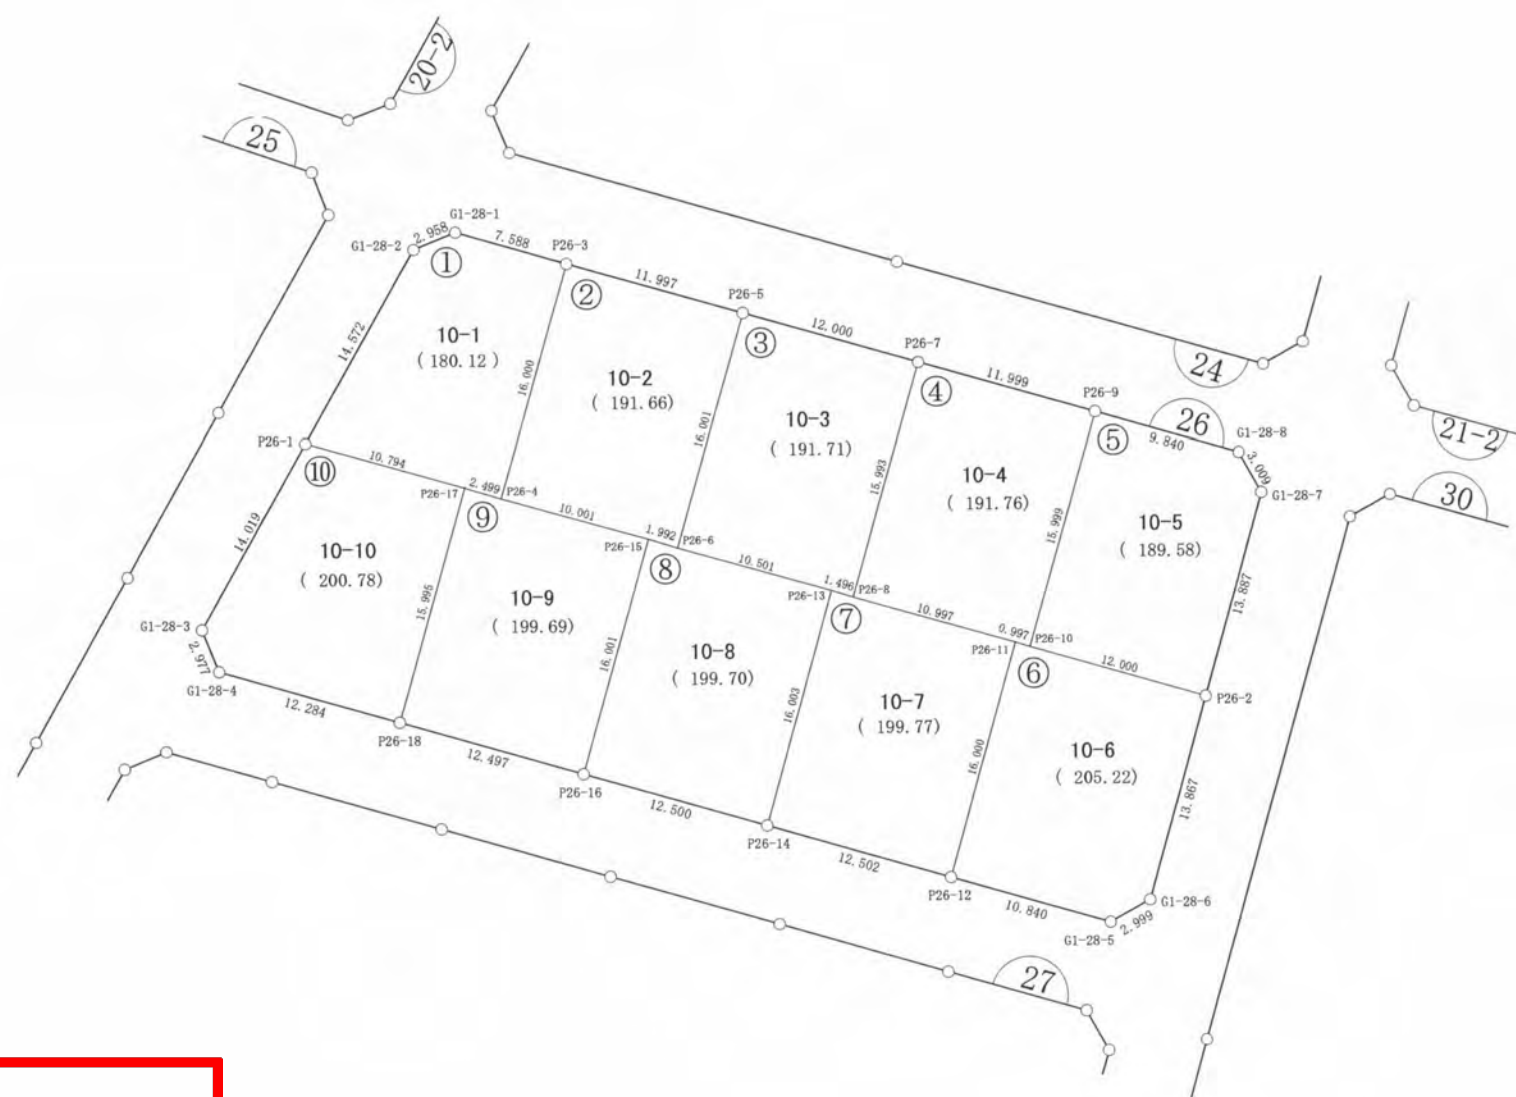 20-2
25
G1-28-1
2.958
7.588
G1-28-2
P26-3
①
②
11.997
P26-5
③
12.000
P26-7
④
11.999
P26-9
⑤
24
26
9.840
G1-28-8
3.009
G1-28-7
21-2
30
14.572
10-1
( 180.12 )
16.000
10-2
( 191.66)
16.001
10-3
( 191.71)
15.993
10-4
( 191.76)
15.999
10-5
( 189.58)
13.887
P26-1
⑩
10.794
P26-17
2.499
P26-4
⑨
10.001
P26-15
1.992
P26-6
⑧
10.501
P26-13
1.496
P26-8
⑦
10.997
P26-11
0.997
P26-10
⑥
12.000
P26-2
14.019
10-10
( 200.78)
15.995
10-9
( 199.69)
16.001
10-8
( 199.70)
16.003
10-7
( 199.77)
16.000
10-6
( 205.22)
13.867
G1-28-3
2.977
G1-28-4
12.284
P26-18
12.497
P26-16
12.500
P26-14
12.502
P26-12
10.840
G1-28-5
2.999
G1-28-6
27